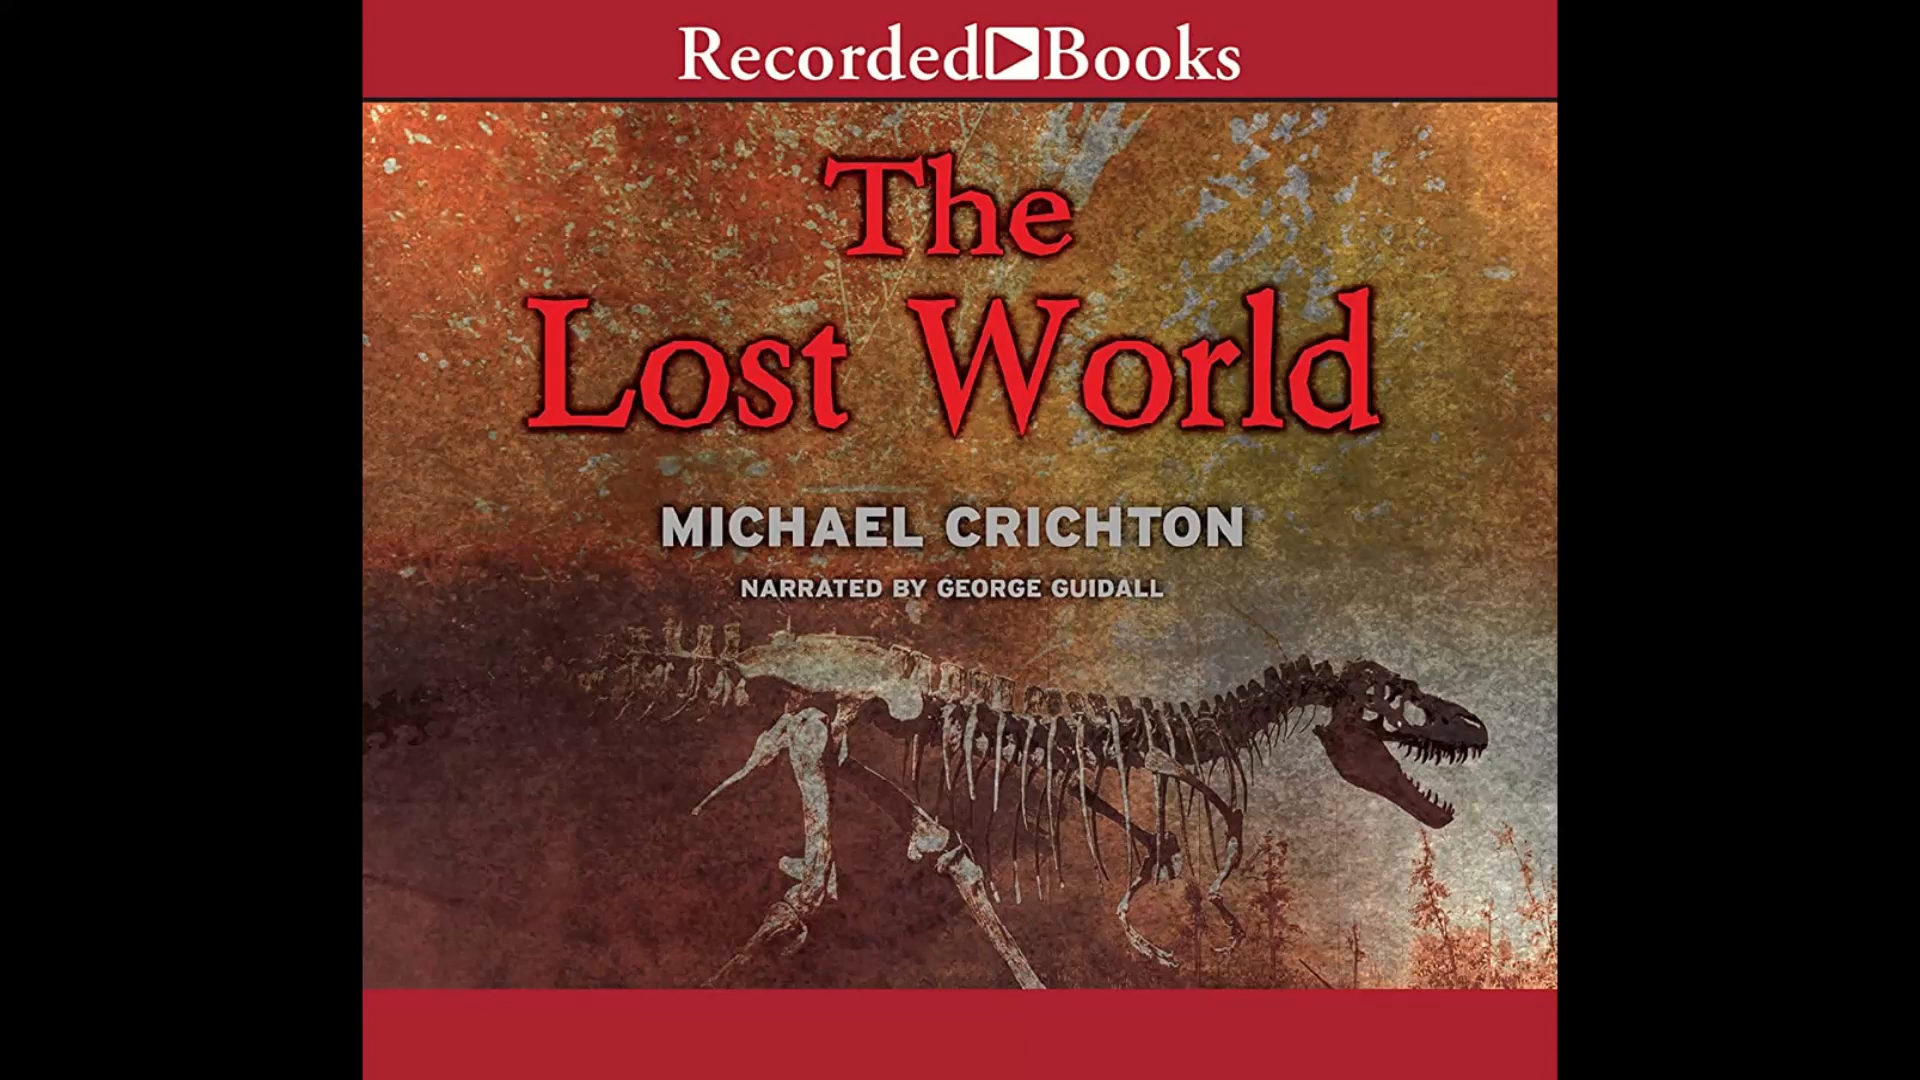 Recorded Books
The
Lost World
MICHAEL CRICHTON
NARRATED BY GEORGE GUIDALL